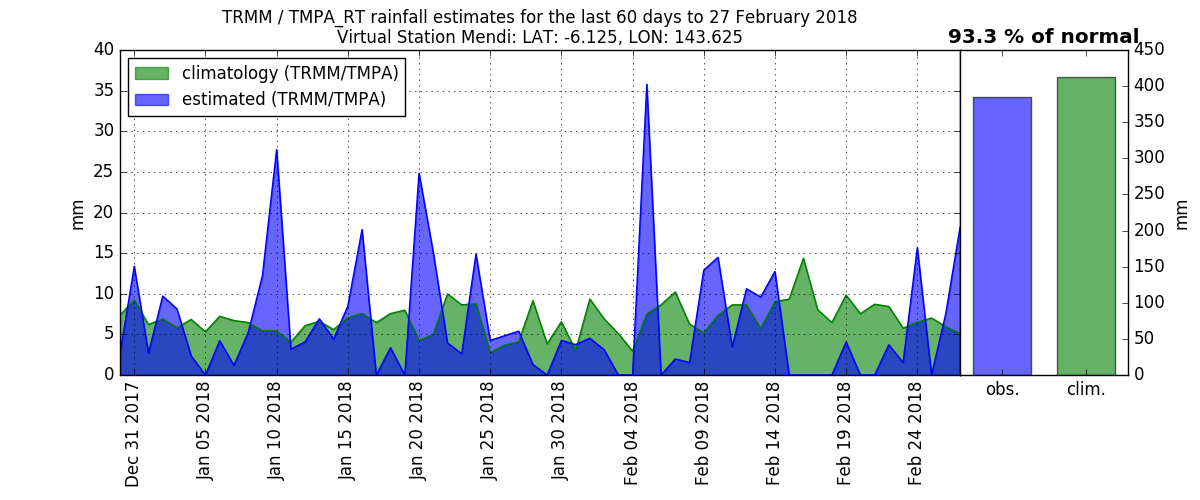 TRMM / TMPA_RT rainfall estimates for the last 60 days to 27 February 2018
Virtual Station Mendi: LAT: -6.125, LON: 143.625
93.3 % of normal
climatology (TRMM/TMPA)
estimated (TRMM/TMPA)
mm
40
35
30
25
20
15
10
5
0
Dec 31 2017
Jan 05 2018
Jan 10 2018
Jan 15 2018
Jan 20 2018
Jan 25 2018
Jan 30 2018
Feb 04 2018
Feb 09 2018
Feb 14 2018
Feb 19 2018
Feb 24 2018
obs.
clim.
450
400
350
300
250
200
150
100
50
0
mm